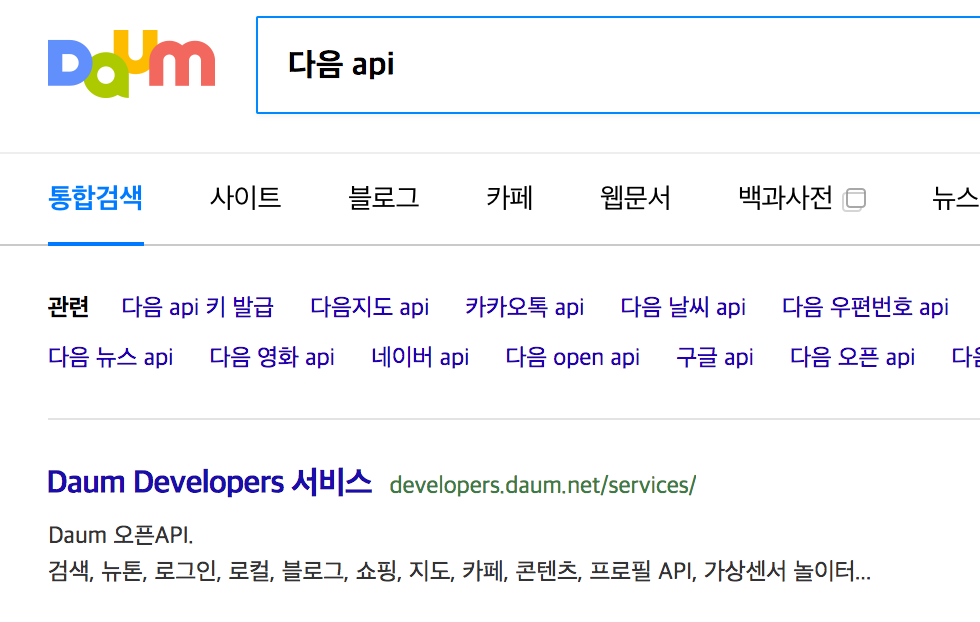 Daum 다음 api
통합검색 사이트 블로그 카페 웹문서 백과사전 뉴스
관련 다음 api 키 발급 다음지도 api 카카오톡 api 다음 날씨 api 다음 우편번호 api
다음 뉴스 api 다음 영화 api 네이버 api 다음 open api 구글 api 다음 오픈 api
Daum Developers 서비스 developers.daum.net/services/
Daum 오픈API.
검색, 뉴톤, 로그인, 로컬, 블로그, 쇼핑, 지도, 카페, 콘텐츠, 프로필 API, 가상센서 놀이터...